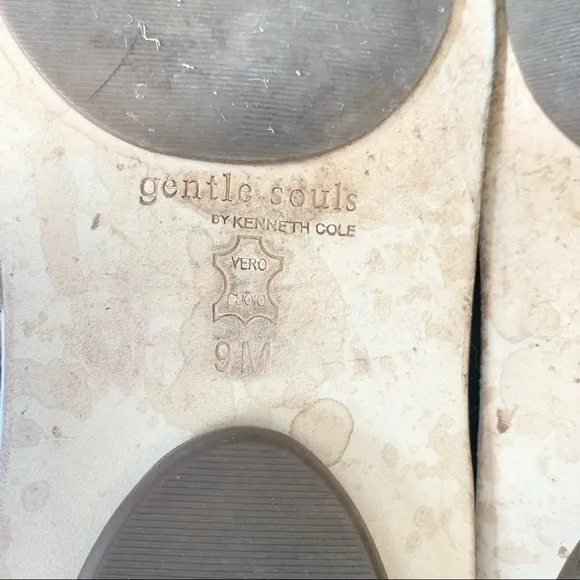 gentle souls
BY KENNETH COLE
VERO
CUOIO
9M